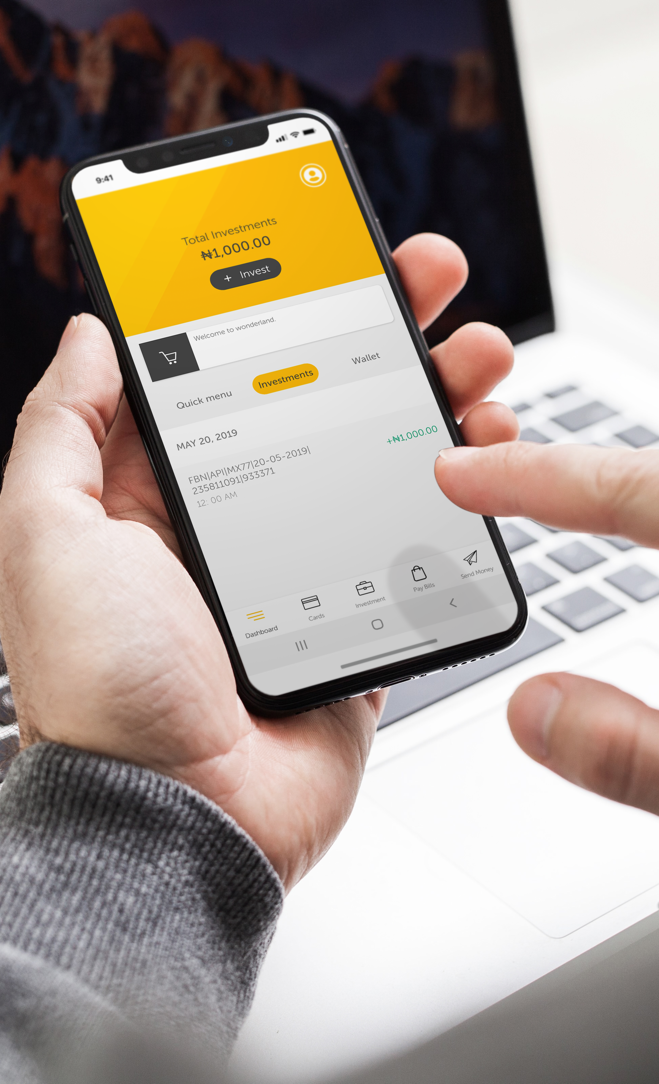 9:41
Total Investments
₦1,000.00
+ Invest
Welcome to wonderland.
Quick menu Investments Wallet
MAY 20, 2019
FBN|API|MX77|20-05-2019|
235811091|933371
+₦1,000.00
12: 00 AM
Dashboard Cards Investment Pay Bills Send Money